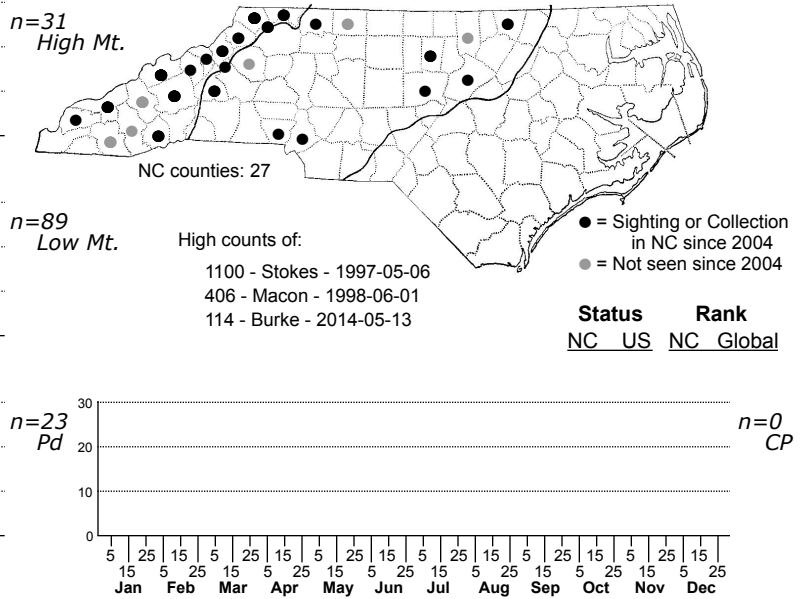 n=31
High Mt.
NC counties: 27
n=89
Low Mt.
High counts of:
1100 - Stokes - 1997-05-06
406 - Macon - 1998-06-01
114 - Burke - 2014-05-13
= Sighting or Collection
in NC since 2004
= Not seen since 2004
Status Rank
NC US NC Global
n=23
Pd
30
20
10
0
n=0
CP
5 25 15 5 25 15 5 25 15 5 25 15 5 25 15 5 25 15
15 5 25 15 5 25 15 5 25 15 5 25 15 5 25 15 5 25
Jan Feb Mar Apr May Jun Jul Aug Sep Oct Nov Dec